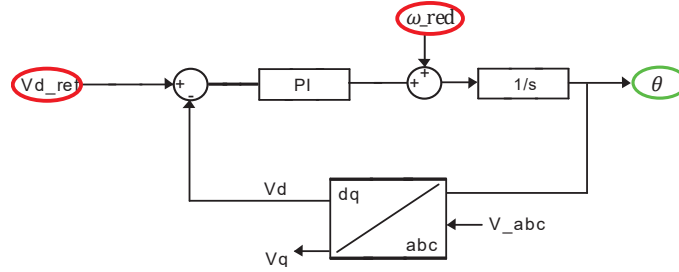 ω_red
Vd_ref
+
-
PI
+
+
1/s
θ
Vd
dq
V_abc
abc
Vq